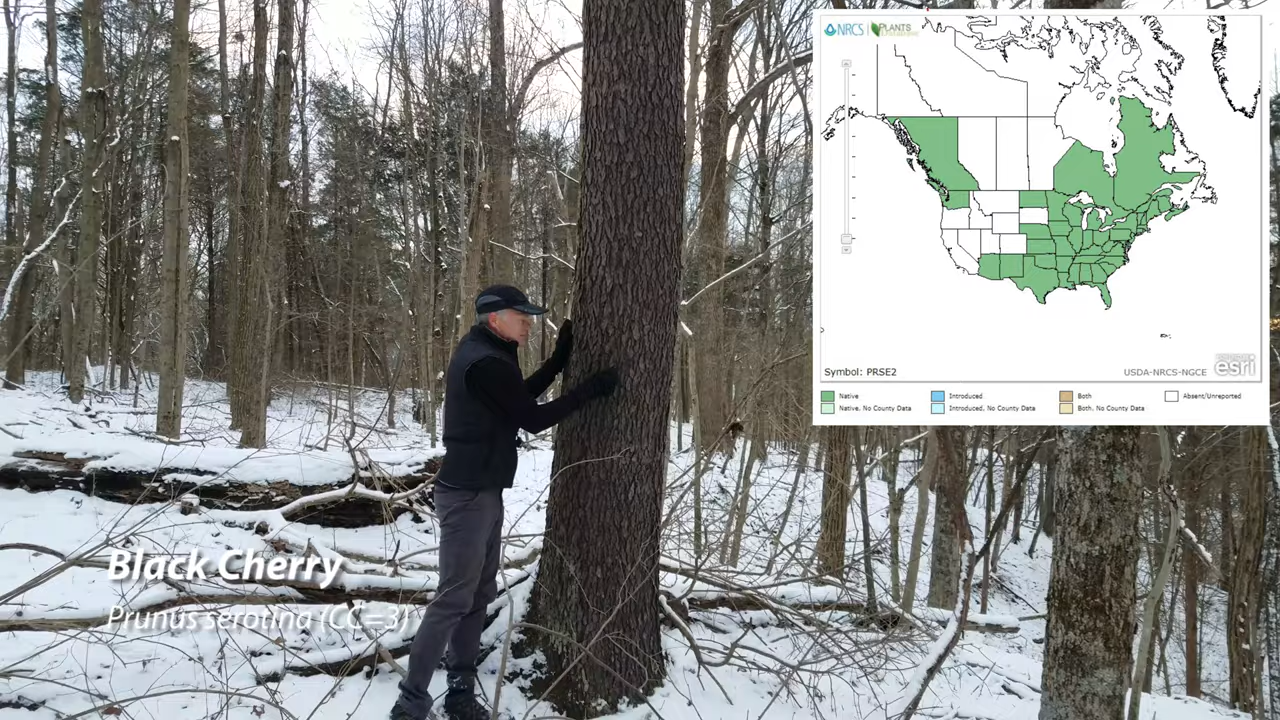 Black Cherry
Prunus serotina (CC=3)
NRCS | PLANTS
Symbol: PRSE2
USDA-NRCS-NGCE
esri
Native
Introduced
Both
Absent/Unreported
Native, No County Data
Introduced, No County Data
Both, No County Data